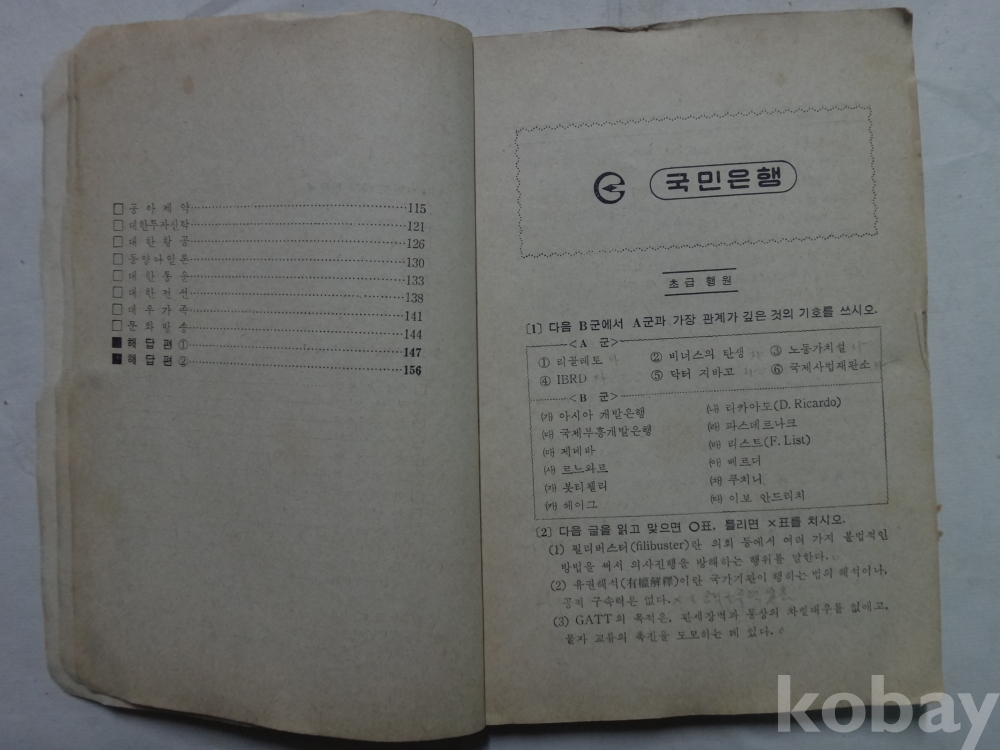 □ 동아제약 115
□ 대한투자신탁 121
□ 대한항공 126
□ 동양나일론 130
□ 대한통운 133
□ 대한전선 138
□ 대우가족 141
□ 문화방송 144
■ 해답편 ① 147
■ 해답편 ② 156
국민은행
초급 행원
〔1〕 다음 B군에서 A군과 가장 관계가 깊은 것의 기호를 쓰시오.
<A 군>
① 리골레토 ② 비너스의 탄생 ③ 노동가치설
④ IBRD ⑤ 닥터 지바고 ⑥ 국제사법재판소
<B 군>
㈎ 아시아 개발은행 ㈏ 리카아도(D. Ricardo)
㈐ 국제부흥개발은행 ㈑ 파스테르나크
㈒ 제네바 ㈓ 리스트(F. List)
㈔ 르느와르 ㈕ 베르디
㈖ 봇티첼리 ㈗ 푸치니
㈘ 헤이그 ㈙ 이보 안드리치
〔2〕 다음 글을 읽고 맞으면 ○표, 틀리면 ×표를 치시오.
(1) 필리버스터(filibuster)란 의회 등에서 여러 가지 불법적인
방법을 써서 의사진행을 방해하는 행위를 말한다.
(2) 유권해석(有權解釋)이란 국가기관이 행하는 법의 해석이나,
공적 구속력은 없다.
(3) GATT의 목적은, 관세장벽과 통상의 차별대우를 없애고,
물자 교류의 촉진을 도모하는 데 있다.
kobay